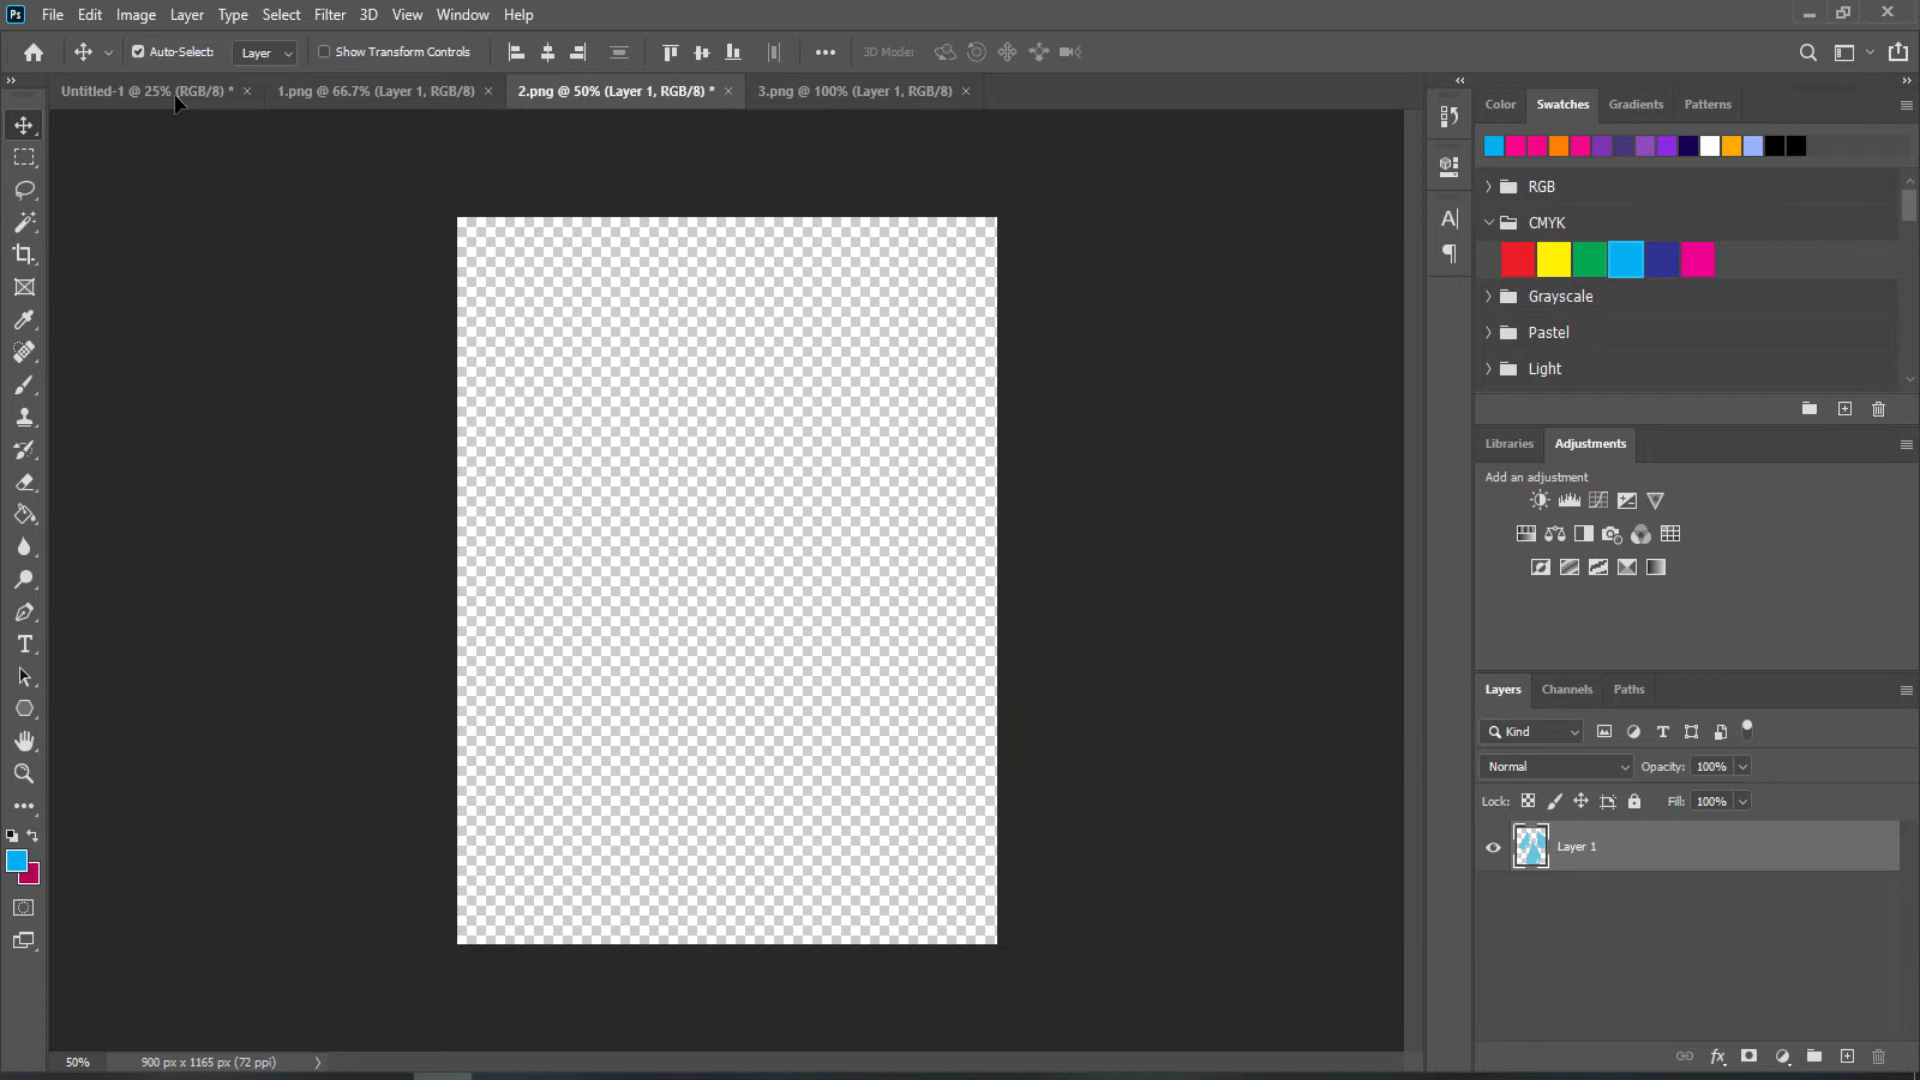 Ps File Edit Image Layer Type Select Filter 3D View Window Help
Auto-Select: Layer Show Transform Controls 3D Mode:
Untitled-1 @ 25% (RGB/8) * 1.png @ 66.7% (Layer 1, RGB/8) 2.png @ 50% (Layer 1, RGB/8) * 3.png @ 100% (Layer 1, RGB/8)
Color Swatches Gradients Patterns
RGB
CMYK
Grayscale
Pastel
Light
Libraries Adjustments
Add an adjustment
Layers Channels Paths
Kind
Normal Opacity: 100%
Lock: Fill: 100%
Layer 1
50% 900 px x 1165 px (72 ppi)